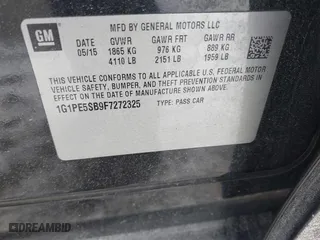 GM
MFD BY GENERAL MOTORS LLC
DATE GVWR GAWR FRT GAWR RR
05/15 1865 KG 976 KG 889 KG
4110 LB 2151 LB 1959 LB
THIS VEHICLE CONFORMS TO ALL APPLICABLE U.S. FEDERAL MOTOR
VEHICLE SAFETY, BUMPER, AND THEFT PREVENTION STANDARDS
IN EFFECT ON THE DATE OF MANUFACTURE SHOWN ABOVE.
1G1PE5SB9F7272325 TYPE: PASS CAR
DREAMBID